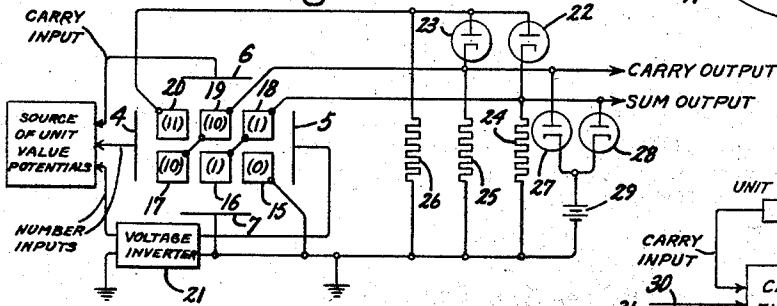 CARRY
INPUT
23
22
6
20
19
18
CARRY OUTPUT
SUM OUTPUT
SOURCE
OF UNIT
VALUE
POTENTIALS
4
(11)
(10)
(1)
5
24
(10)
(1)
(0)
26
25
27
28
29
17
16
15
7
NUMBER
INPUTS
VOLTAGE
INVERTER
21
UNIT
CARRY
INPUT
30